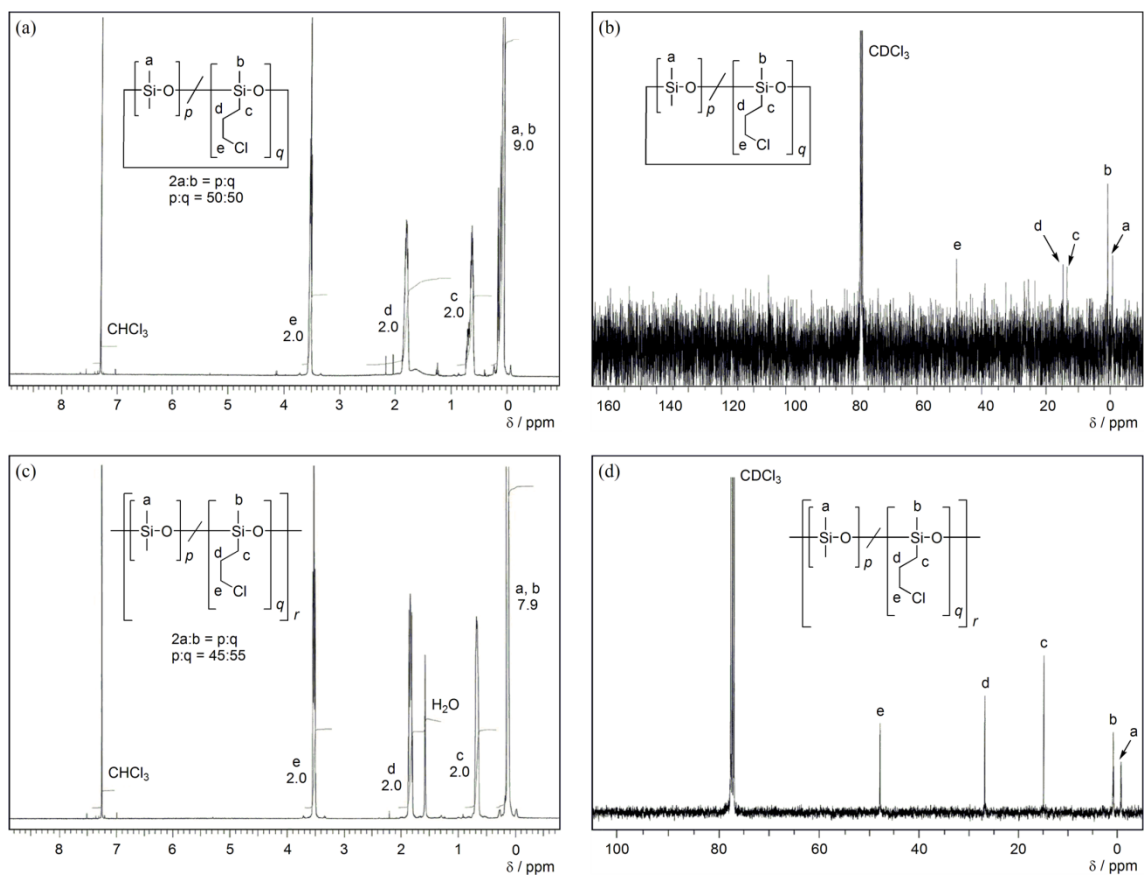 (a)
a
Si
O
p
b
Si
O
d
c
e
Cl
q
2a:b = p:q
p:q = 50:50
CHCl3
e
2.0
d
2.0
c
2.0
a, b
9.0
8 7 6 5 4 3 2 1 0
δ / ppm
(b)
a
Si
O
p
b
Si
O
d
c
e
Cl
q
CDCl3
e
d
c
b
a
160 140 120 100 80 60 40 20 0
δ / ppm
(c)
a
Si
O
p
b
Si
O
d
c
e
Cl
q
r
2a:b = p:q
p:q = 45:55
CHCl3
e
2.0
d
2.0
H2O
c
2.0
a, b
7.9
8 7 6 5 4 3 2 1 0
δ / ppm
(d)
CDCl3
a
Si
O
p
b
Si
O
d
c
e
Cl
q
r
e
d
c
b
a
100 80 60 40 20 0
δ / ppm